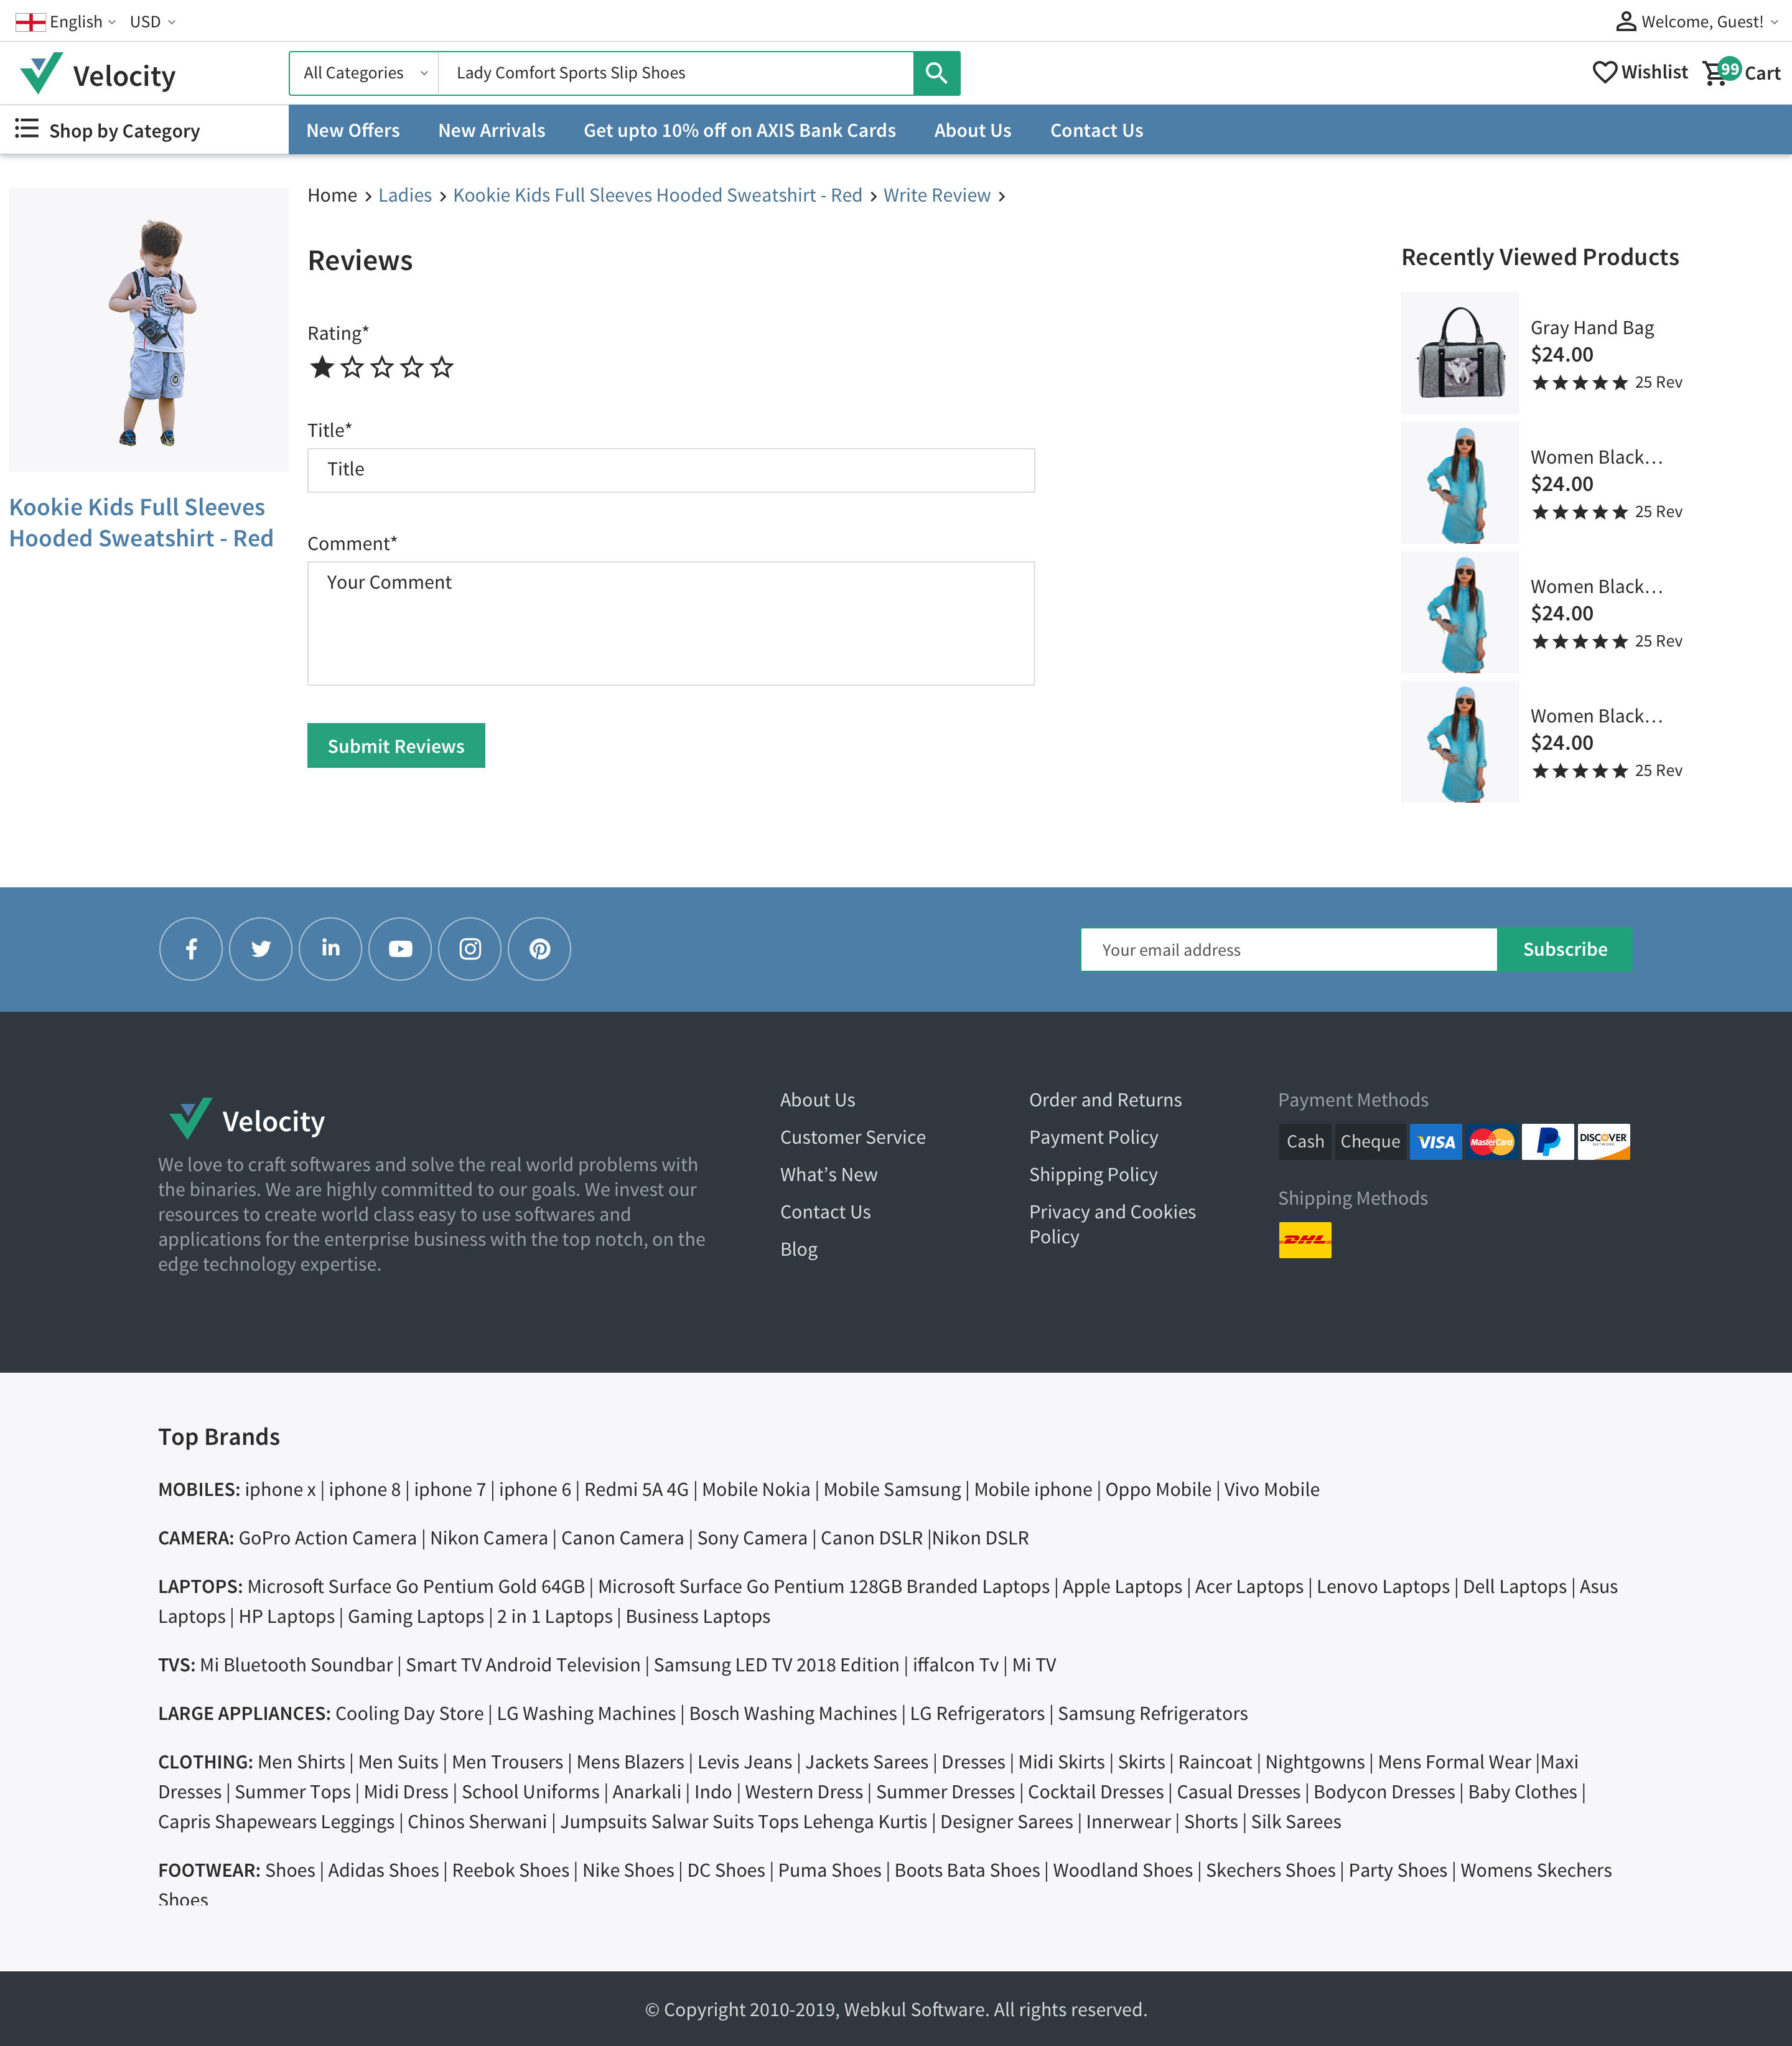 English USD Welcome, Guest!
Velocity All Categories Lady Comfort Sports Slip Shoes Wishlist 99 Cart
Shop by Category New Offers New Arrivals Get upto 10% off on AXIS Bank Cards About Us Contact Us
Home > Ladies > Kookie Kids Full Sleeves Hooded Sweatshirt - Red > Write Review >
Kookie Kids Full Sleeves
Hooded Sweatshirt - Red
Reviews
Rating*
Title*
Title
Comment*
Your Comment
Submit Reviews
Recently Viewed Products
Gray Hand Bag
$24.00
25 Rev
Women Black...
$24.00
25 Rev
Women Black...
$24.00
25 Rev
Women Black...
$24.00
25 Rev
Your email address Subscribe
Velocity
We love to craft softwares and solve the real world problems with
the binaries. We are highly committed to our goals. We invest our
resources to create world class easy to use softwares and
applications for the enterprise business with the top notch, on the
edge technology expertise.
About Us
Customer Service
What’s New
Contact Us
Blog
Order and Returns
Payment Policy
Shipping Policy
Privacy and Cookies
Policy
Payment Methods
Cash Cheque VISA MasterCard DISCOVER
NETWORK
Shipping Methods
DHL
Top Brands
MOBILES: iphone x | iphone 8 | iphone 7 | iphone 6 | Redmi 5A 4G | Mobile Nokia | Mobile Samsung | Mobile iphone | Oppo Mobile | Vivo Mobile
CAMERA: GoPro Action Camera | Nikon Camera | Canon Camera | Sony Camera | Canon DSLR |Nikon DSLR
LAPTOPS: Microsoft Surface Go Pentium Gold 64GB | Microsoft Surface Go Pentium 128GB Branded Laptops | Apple Laptops | Acer Laptops | Lenovo Laptops | Dell Laptops | Asus
Laptops | HP Laptops | Gaming Laptops | 2 in 1 Laptops | Business Laptops
TVS: Mi Bluetooth Soundbar | Smart TV Android Television | Samsung LED TV 2018 Edition | iffalcon Tv | Mi TV
LARGE APPLIANCES: Cooling Day Store | LG Washing Machines | Bosch Washing Machines | LG Refrigerators | Samsung Refrigerators
CLOTHING: Men Shirts | Men Suits | Men Trousers | Mens Blazers | Levis Jeans | Jackets Sarees | Dresses | Midi Skirts | Skirts | Raincoat | Nightgowns | Mens Formal Wear |Maxi
Dresses | Summer Tops | Midi Dress | School Uniforms | Anarkali | Indo | Western Dress | Summer Dresses | Cocktail Dresses | Casual Dresses | Bodycon Dresses | Baby Clothes |
Capris Shapewears Leggings | Chinos Sherwani | Jumpsuits Salwar Suits Tops Lehenga Kurtis | Designer Sarees | Innerwear | Shorts | Silk Sarees
FOOTWEAR: Shoes | Adidas Shoes | Reebok Shoes | Nike Shoes | DC Shoes | Puma Shoes | Boots Bata Shoes | Woodland Shoes | Skechers Shoes | Party Shoes | Womens Skechers
Shoes
© Copyright 2010-2019, Webkul Software. All rights reserved.